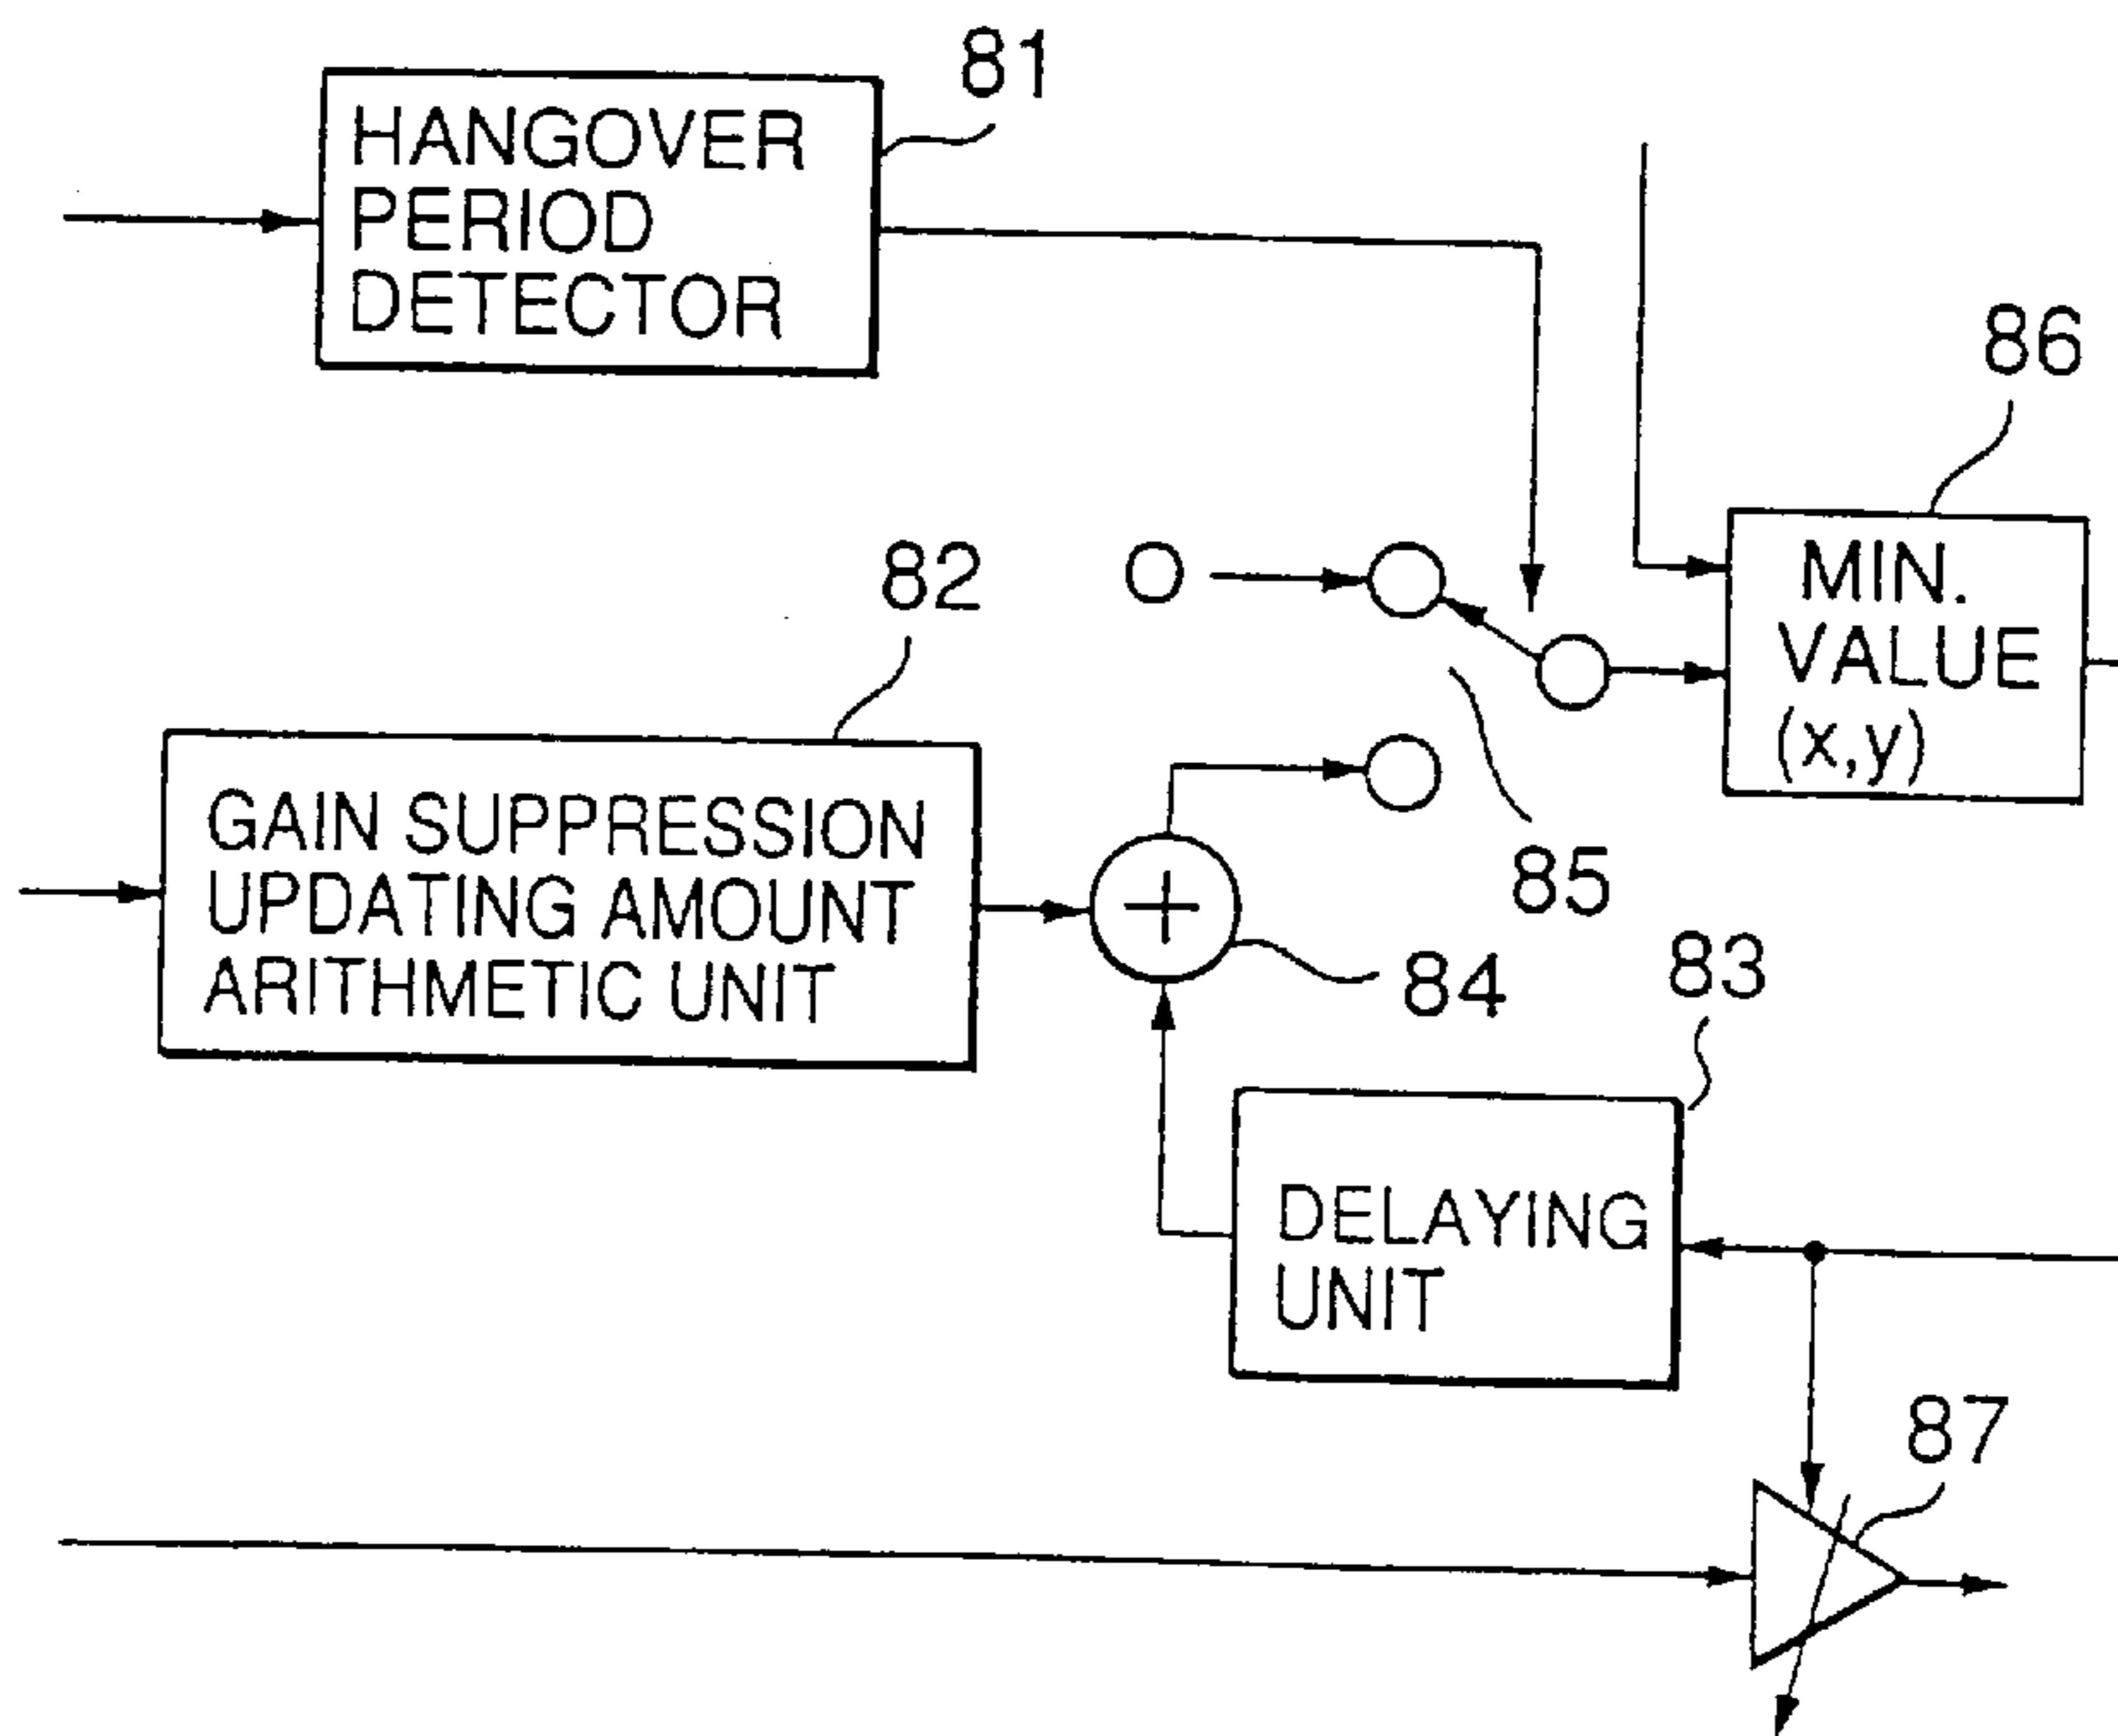 81
HANGOVER
PERIOD
DETECTOR
86
82
O
MIN.
VALUE
(x,y)
GAIN SUPPRESSION
UPDATING AMOUNT
ARITHMETIC UNIT
+
85
84
83
DELAYING
UNIT
87